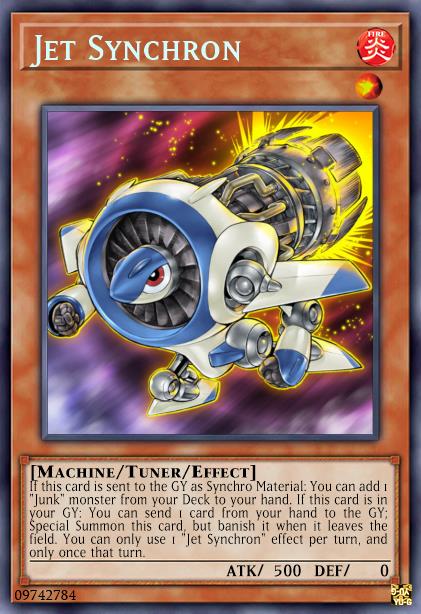 JET SYNCHRON
FIRE
炎
[MACHINE/TUNER/EFFECT]
If this card is sent to the GY as Synchro Material: You can add 1
"Junk" monster from your Deck to your hand. If this card is in
your GY: You can send 1 card from your hand to the GY;
Special Summon this card, but banish it when it leaves the
field. You can only use 1 "Jet Synchron" effect per turn, and
only once that turn.
ATK/ 500 DEF/ 0
09742784